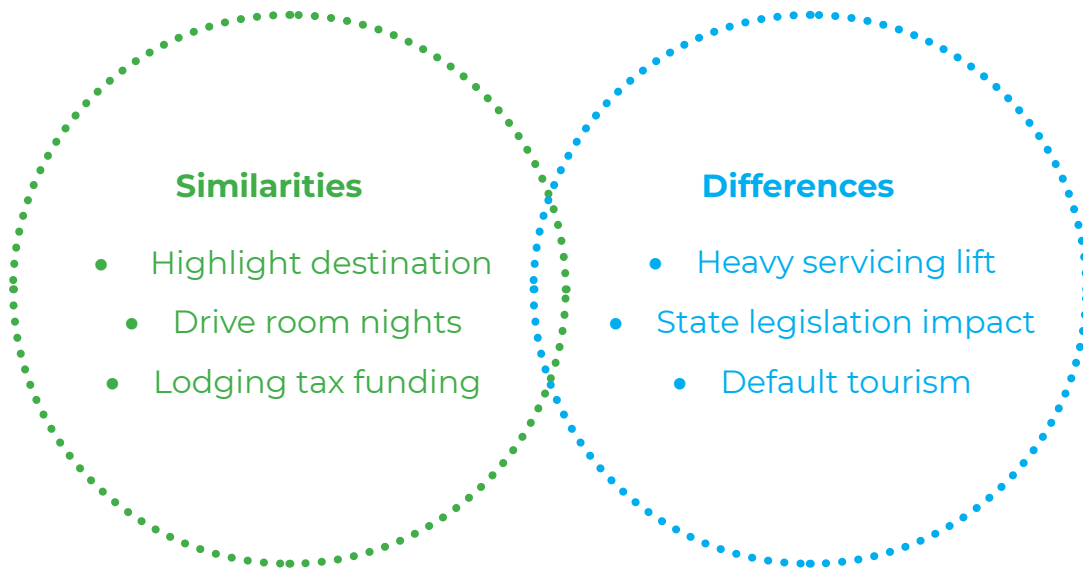 Similarities
• Highlight destination
• Drive room nights
• Lodging tax funding
Differences
• Heavy servicing lift
• State legislation impact
• Default tourism